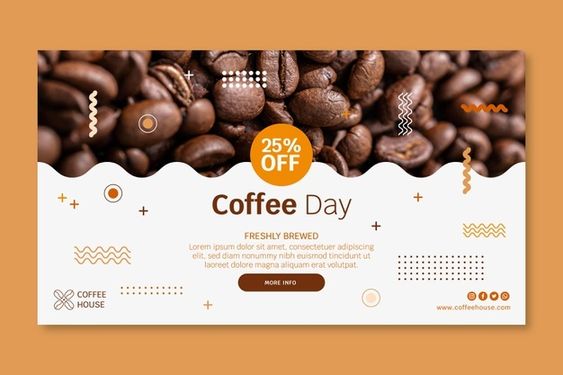 25%
OFF
Coffee Day
FRESHLY BREWED
Lorem ipsum dolor sit amet, consectetuer adipiscing
elit, sed diam nonummy nibh euismod tincidunt ut
laoreet dolore magna aliquam erat volutpat.
MORE INFO
COFFEE
HOUSE
www.coffeehouse.com